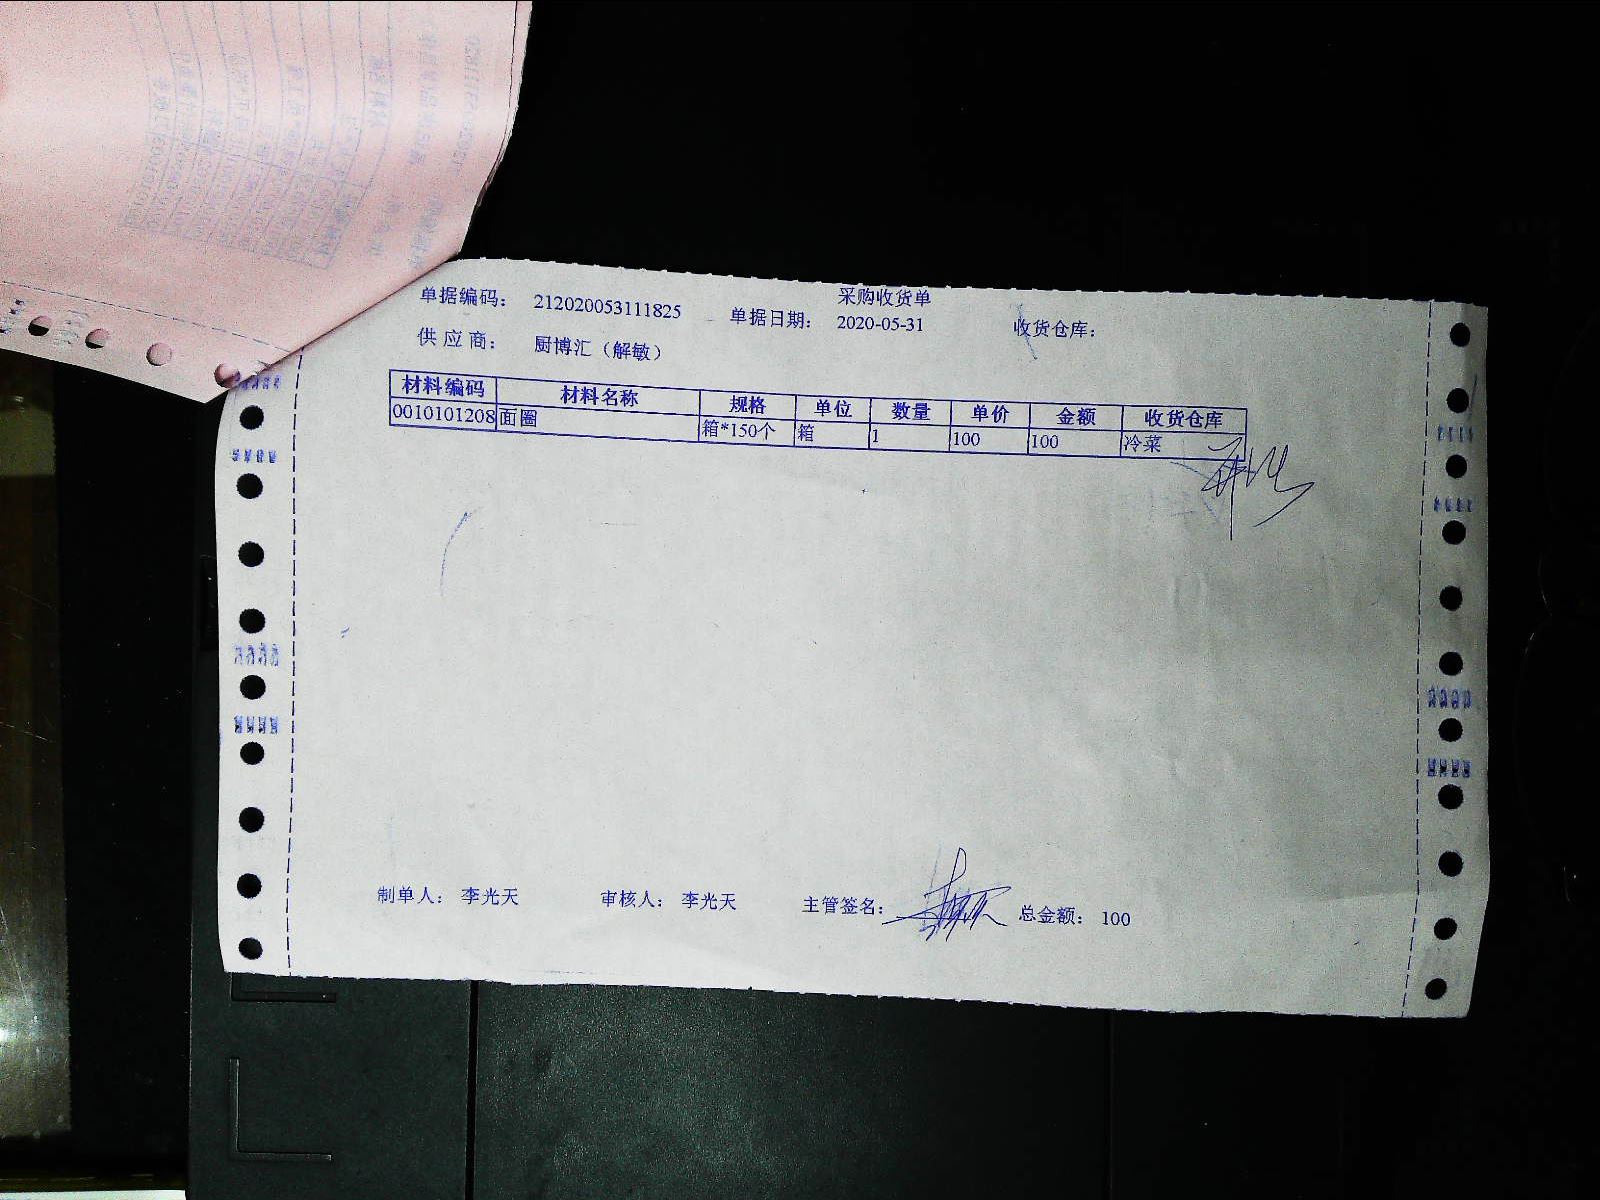 采购收货单
单据编码： 212020053111825 单据日期： 2020-05-31 收货仓库：
供应商： 厨博汇（解敏）
材料编码 材料名称 规格 单位 数量 单价 金额 收货仓库
0010101208 面圈 箱*150个 箱 1 100 100 冷菜
制单人： 李光天 审核人： 李光天 主管签名： 总金额： 100